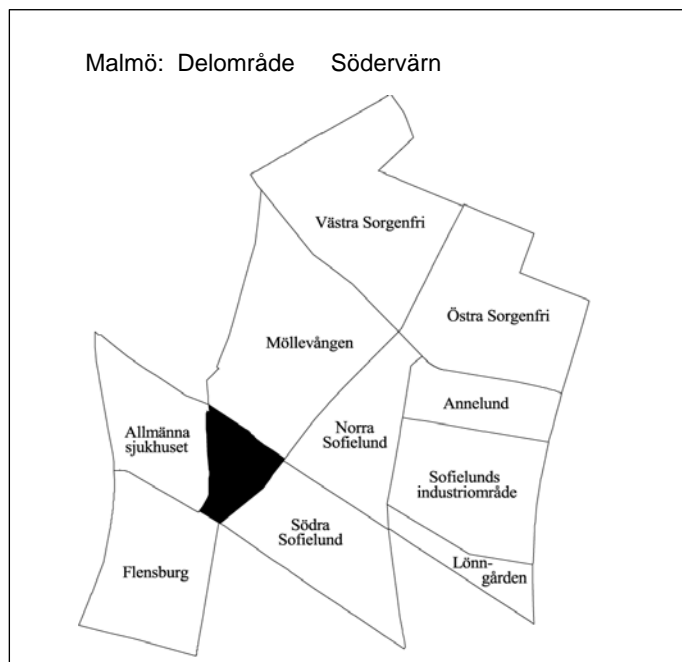 Malmö: Delområde Södervärn
Västra Sorgenfri
Östra Sorgenfri
Möllevången
Annelund
Allmänna
sjukhuset
Norra
Sofielund
Sofielunds
industriområde
Södra
Sofielund
Flensburg
Lönn-
gården